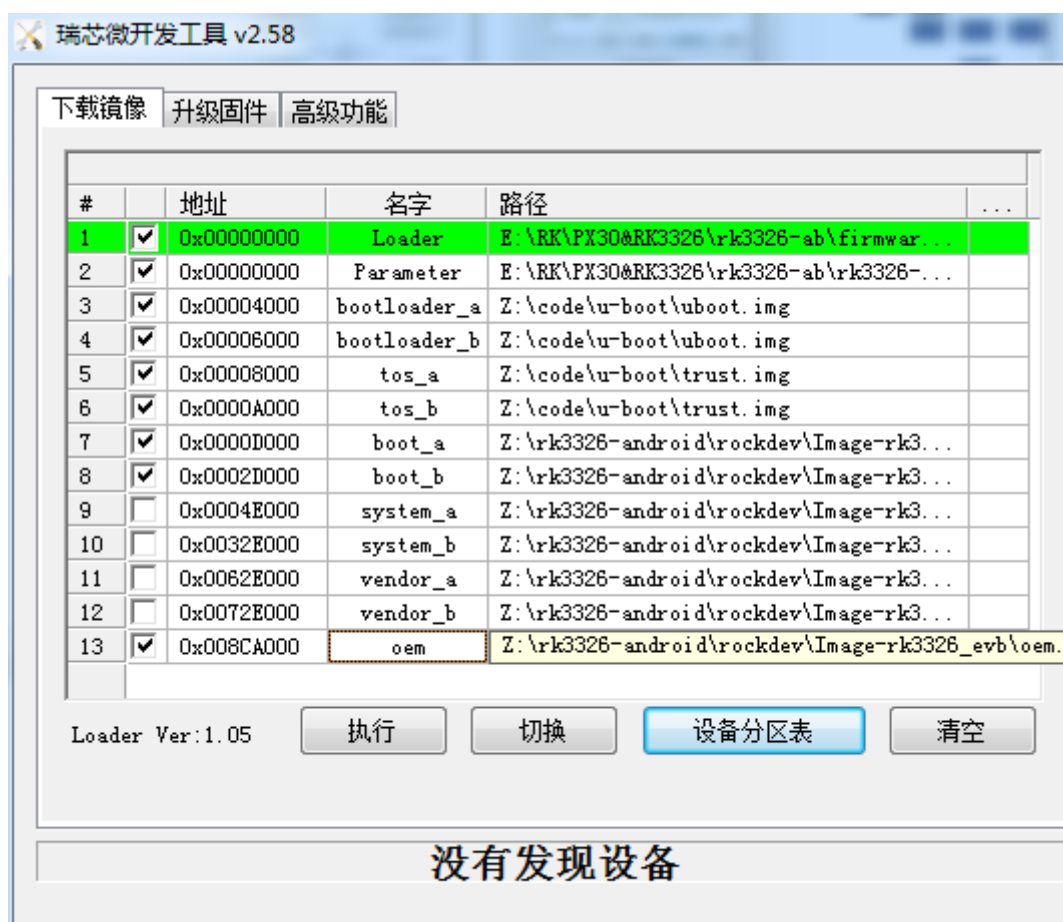 瑞芯微开发工具 v2.58
下载镜像 升级固件 高级功能
# 地址 名字 路径 ...
1 0x00000000 Loader E:\RK\PX30&RK3326\rk3326-ab\firmwar...
2 0x00000000 Parameter E:\RK\PX30&RK3326\rk3326-ab\rk3326-...
3 0x00004000 bootloader_a Z:\code\u-boot\uboot.img
4 0x00006000 bootloader_b Z:\code\u-boot\uboot.img
5 0x00008000 tos_a Z:\code\u-boot\trust.img
6 0x0000A000 tos_b Z:\code\u-boot\trust.img
7 0x0000D000 boot_a Z:\rk3326-android\rockdev\Image-rk3...
8 0x0002D000 boot_b Z:\rk3326-android\rockdev\Image-rk3...
9 0x0004E000 system_a Z:\rk3326-android\rockdev\Image-rk3...
10 0x0032E000 system_b Z:\rk3326-android\rockdev\Image-rk3...
11 0x0062E000 vendor_a Z:\rk3326-android\rockdev\Image-rk3...
12 0x0072E000 vendor_b Z:\rk3326-android\rockdev\Image-rk3...
13 0x008CA000 oem Z:\rk3326-android\rockdev\Image-rk3326_evb\oem.
Loader Ver:1.05 执行 切换 设备分区表 清空
没有发现设备